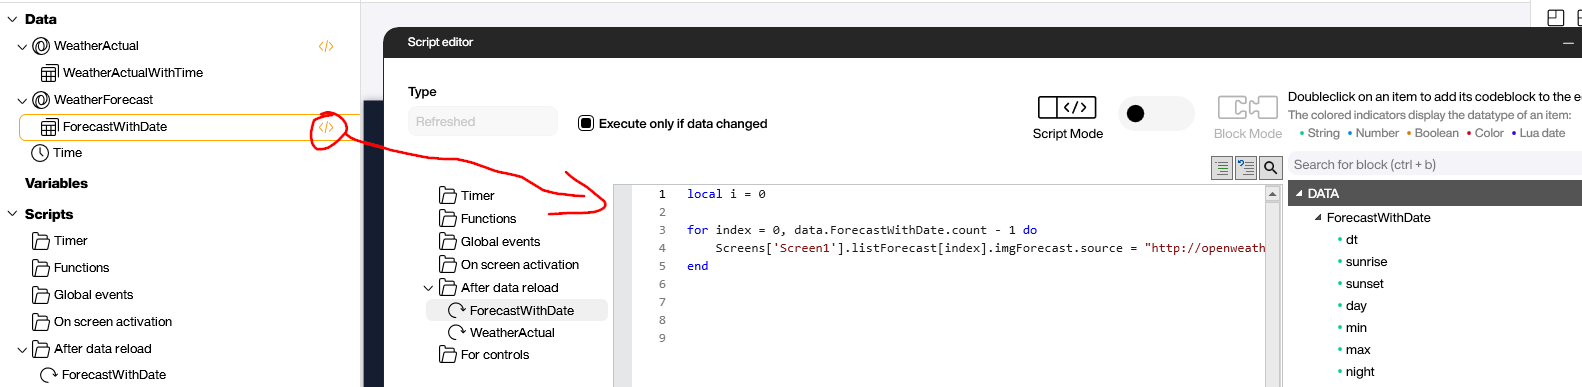 Data
WeatherActual
WeatherActualWithTime
WeatherForecast
ForecastWithDate
Time
Variables
Scripts
Timer
Functions
Global events
On screen activation
After data reload
ForecastWithDate
Script editor
Type
Refreshed
Execute only if data changed
Script Mode
Block Mode
Timer
Functions
Global events
On screen activation
After data reload
ForecastWithDate
WeatherActual
For controls
1 local i = 0
2
3 for index = 0, data.ForecastWithDate.count - 1 do
4 Screens['Screen1'].listForecast[index].imgForecast.source = "http://openweath
5 end
6
7
8
9
Doubleclick on an item to add its codeblock to the e
The colored indicators display the datatype of an item:
• String • Number • Boolean • Color • Lua date
Search for block (ctrl + b)
DATA
ForecastWithDate
dt
sunrise
sunset
day
min
max
night